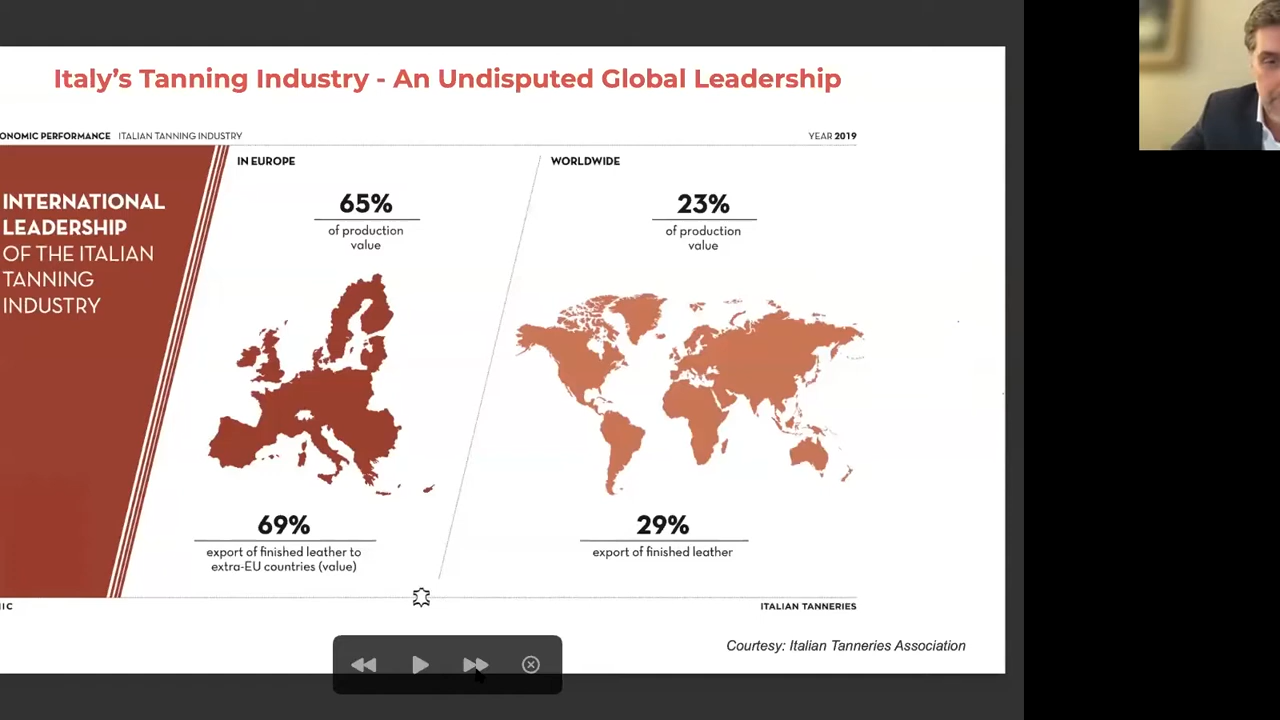 Italy's Tanning Industry - An Undisputed Global Leadership
ONOMIC PERFORMANCE ITALIAN TANNING INDUSTRY
YEAR 2019
INTERNATIONAL
LEADERSHIP
OF THE ITALIAN
TANNING
INDUSTRY
IN EUROPE
65%
of production
value
69%
export of finished leather to
extra-EU countries (value)
WORLDWIDE
23%
of production
value
29%
export of finished leather
IC
ITALIAN TANNERIES
Courtesy: Italian Tanneries Association